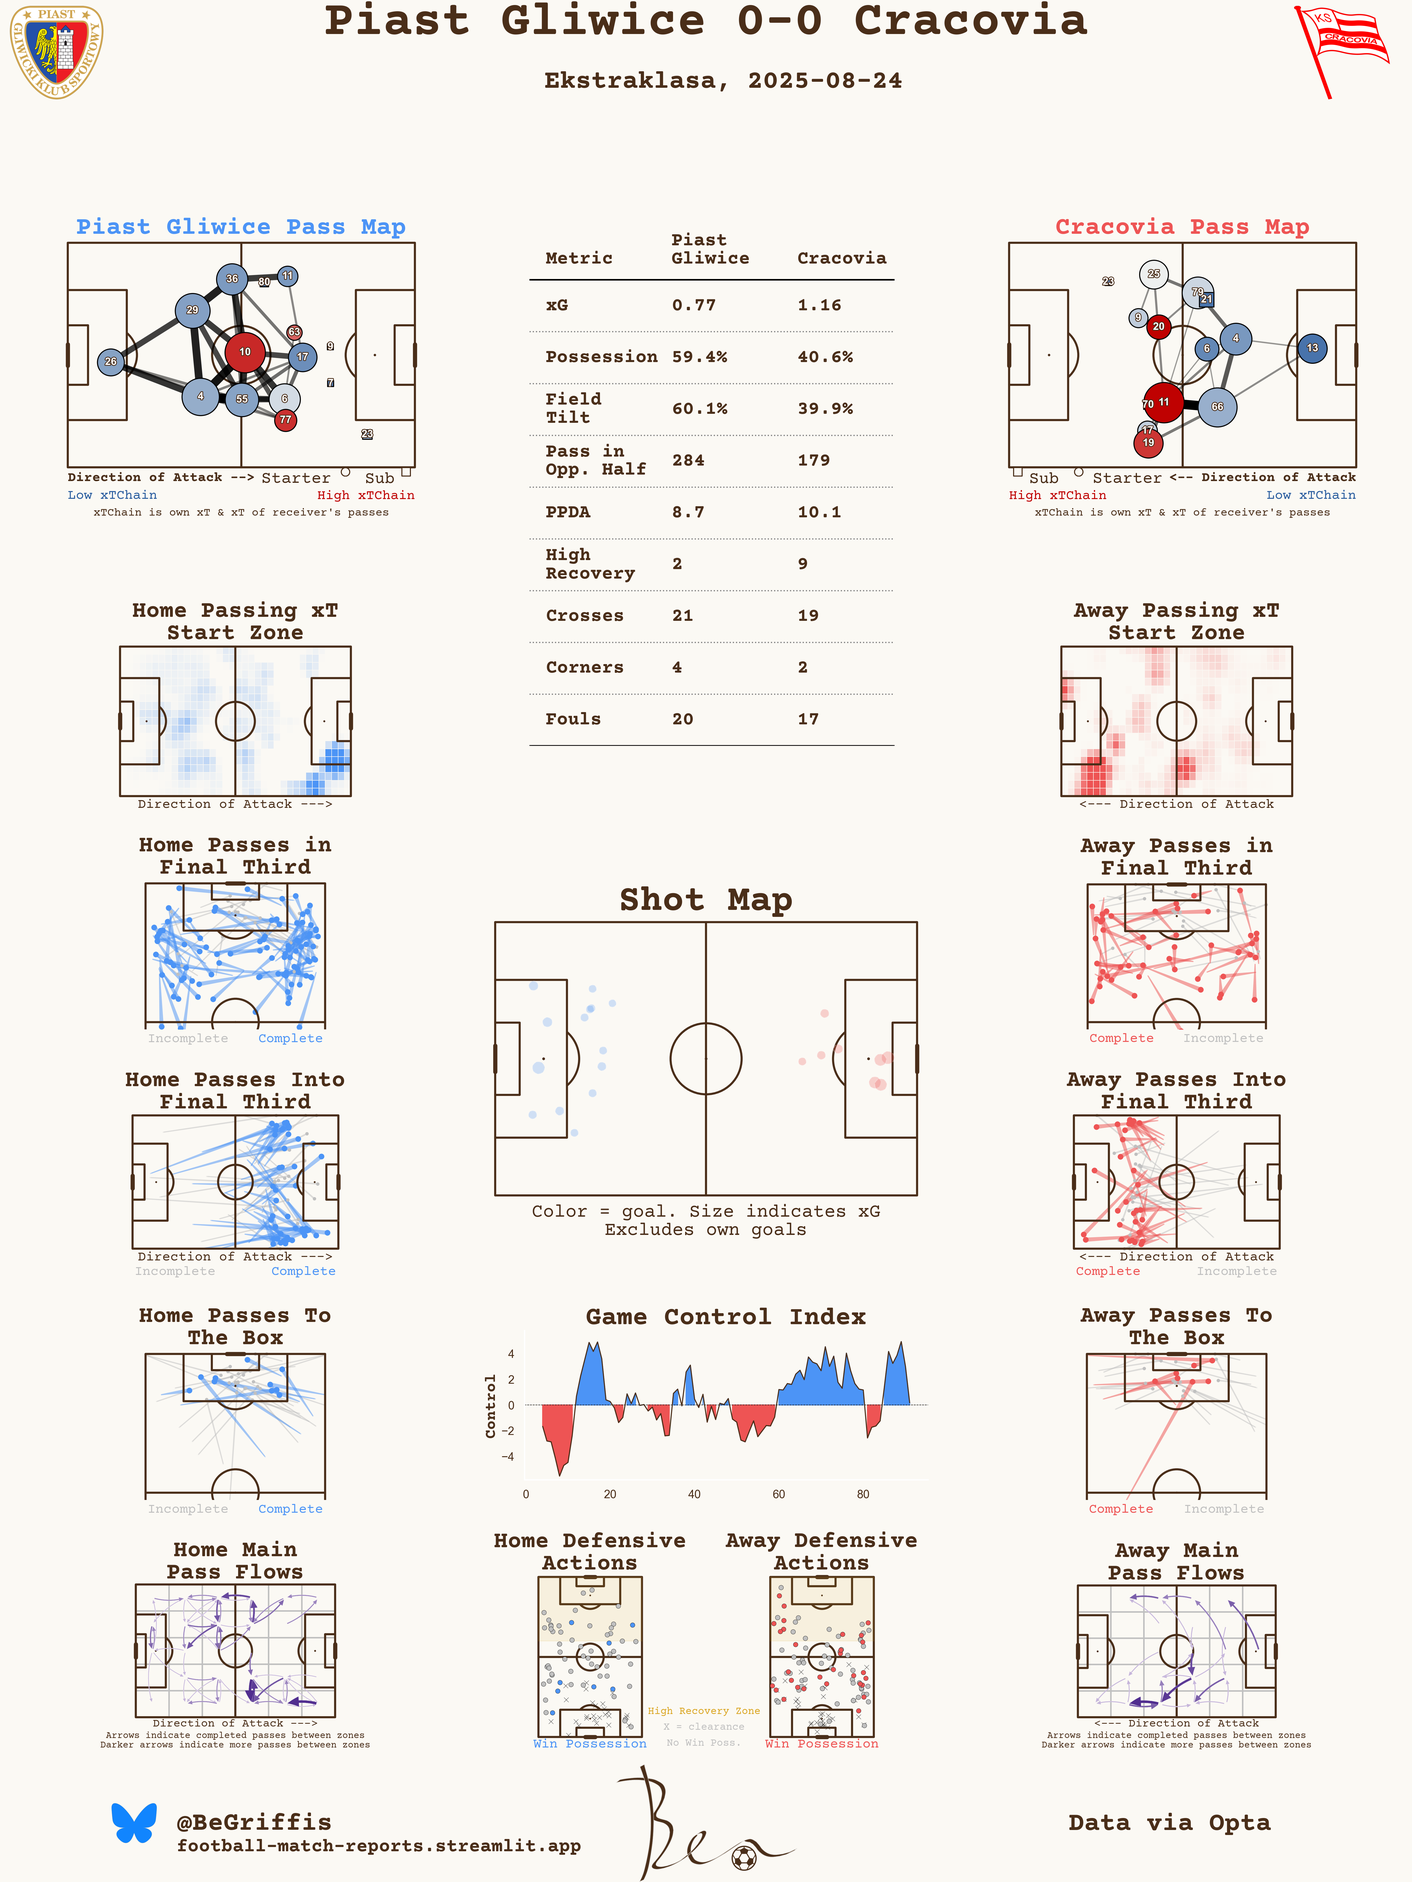 Piast Gliwice 0-0 Cracovia
Ekstraklasa, 2025-08-24
PIAST
GLIWICKI KLUB SPORTOWY
KS
CRACOVIA
Piast Gliwice Pass Map
36
80
11
29
63
9
10
17
26
7
4
55
6
77
23
Direction of Attack --> Starter Sub
Low xTChain High xTChain
xTChain is own xT & xT of receiver's passes
Metric Piast Gliwice Cracovia
xG 0.77 1.16
Possession 59.4% 40.6%
Field Tilt 60.1% 39.9%
Pass in Opp. Half 284 179
PPDA 8.7 10.1
High Recovery 2 9
Crosses 21 19
Corners 4 2
Fouls 20 17
Cracovia Pass Map
23
25
79
21
9
20
4
6
13
70
11
66
17
19
Sub Starter <-- Direction of Attack
High xTChain Low xTChain
xTChain is own xT & xT of receiver's passes
Home Passing xT
Start Zone
Direction of Attack --->
Away Passing xT
Start Zone
<--- Direction of Attack
Home Passes in
Final Third
Incomplete Complete
Away Passes in
Final Third
Complete Incomplete
Shot Map
Color = goal. Size indicates xG
Excludes own goals
Home Passes Into
Final Third
Direction of Attack --->
Incomplete Complete
Away Passes Into
Final Third
<--- Direction of Attack
Complete Incomplete
Home Passes To
The Box
Incomplete Complete
Game Control Index
Control
4
2
0
−2
−4
0 20 40 60 80
Away Passes To
The Box
Complete Incomplete
Home Main
Pass Flows
Direction of Attack --->
Arrows indicate completed passes between zones
Darker arrows indicate more passes between zones
Home Defensive
Actions
Win Possession
High Recovery Zone
X = clearance
No Win Poss.
Away Defensive
Actions
Win Possession
Away Main
Pass Flows
<--- Direction of Attack
Arrows indicate completed passes between zones
Darker arrows indicate more passes between zones
@BeGriffis
football-match-reports.streamlit.app
Ben
Data via Opta